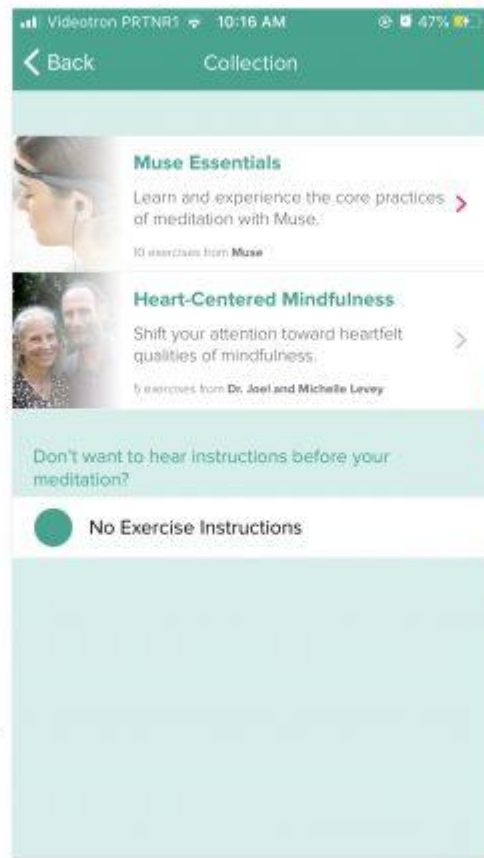 Videotron PRTNR1 10:16 AM 47%
Back Collection
Muse Essentials
Learn and experience the core practices
of meditation with Muse.
10 exercises from Muse
Heart-Centered Mindfulness
Shift your attention toward heartfelt
qualities of mindfulness.
5 exercises from Dr. Joel and Michelle Levey
Don't want to hear instructions before your
meditation?
No Exercise Instructions